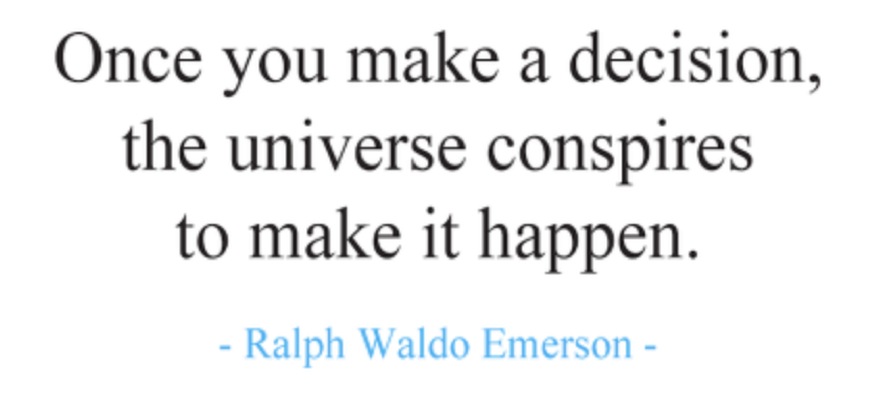 Once you make a decision,
the universe conspires
to make it happen.
- Ralph Waldo Emerson -